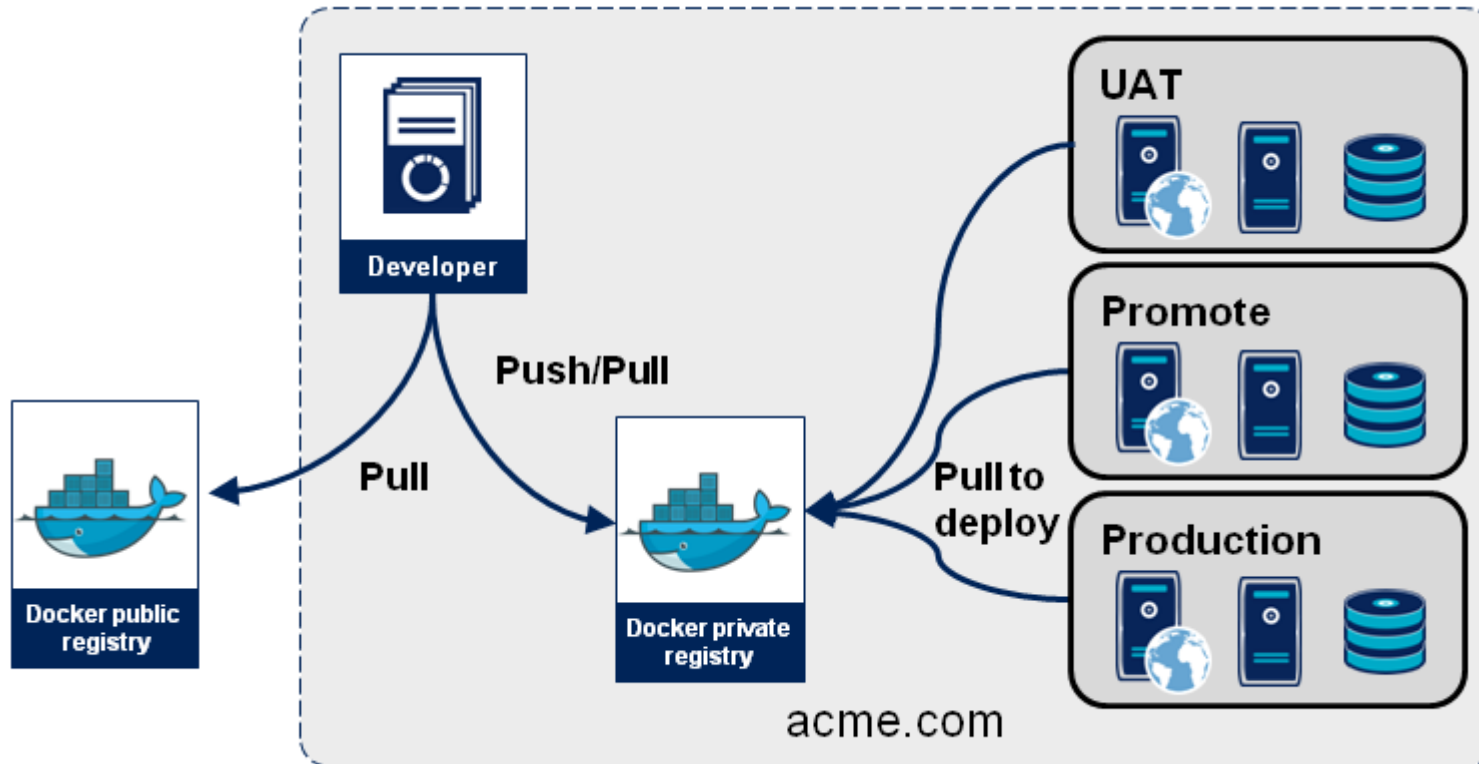 UAT
Developer
Promote
Push/Pull
Pull
Pull to
deploy
Production
Docker public
registry
Docker private
registry
acme.com